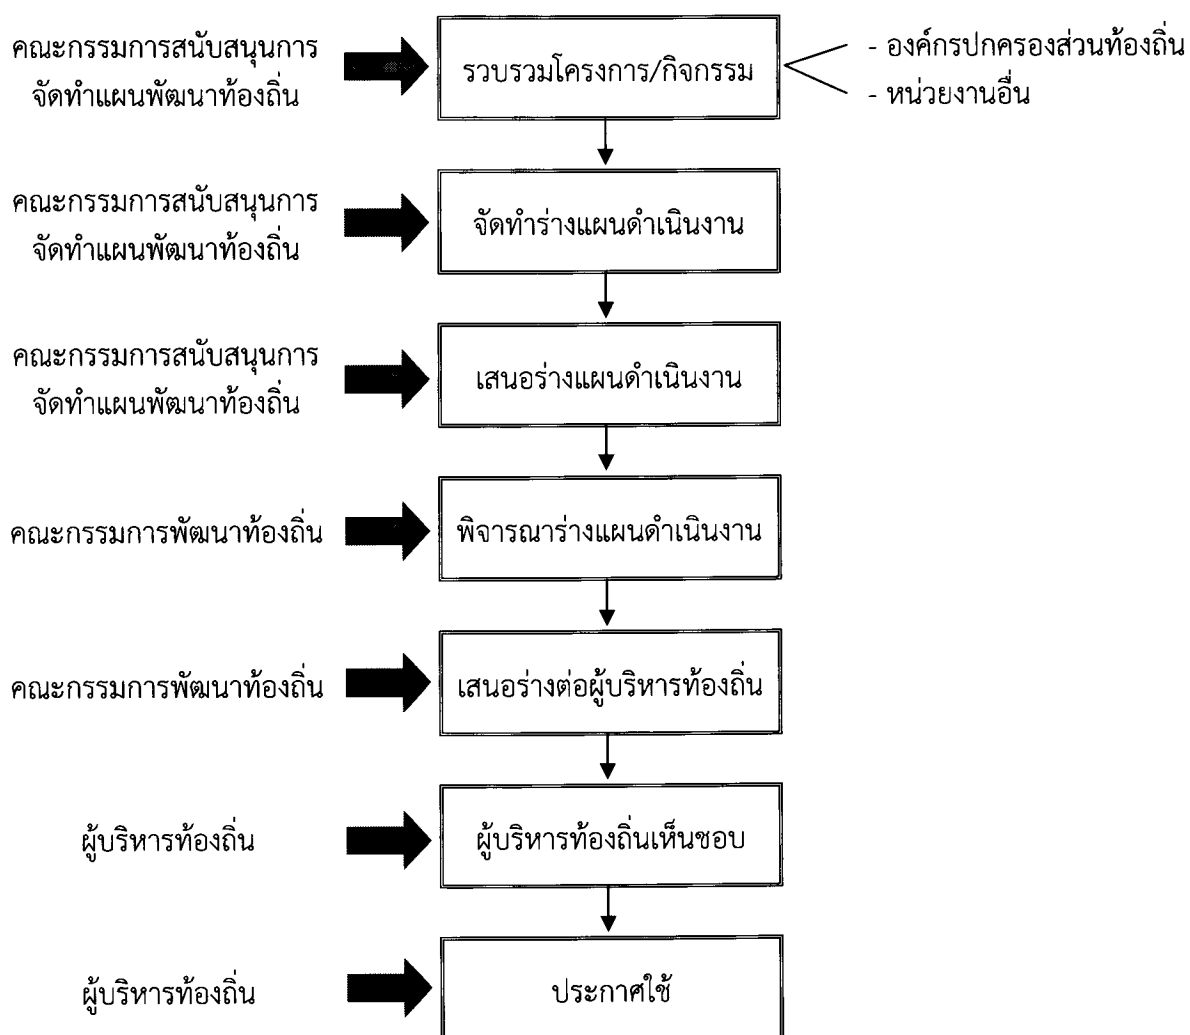 คณะกรรมการสนับสนุนการ
จัดทำแผนพัฒนาท้องถิ่น
รวบรวมโครงการ/กิจกรรม
- องค์กรปกครองส่วนท้องถิ่น
- หน่วยงานอื่น
คณะกรรมการสนับสนุนการ
จัดทำแผนพัฒนาท้องถิ่น
จัดทำร่างแผนดำเนินงาน
คณะกรรมการสนับสนุนการ
จัดทำแผนพัฒนาท้องถิ่น
เสนอร่างแผนดำเนินงาน
คณะกรรมการพัฒนาท้องถิ่น
พิจารณาร่างแผนดำเนินงาน
คณะกรรมการพัฒนาท้องถิ่น
เสนอร่างต่อผู้บริหารท้องถิ่น
ผู้บริหารท้องถิ่น
ผู้บริหารท้องถิ่นเห็นชอบ
ผู้บริหารท้องถิ่น
ประกาศใช้